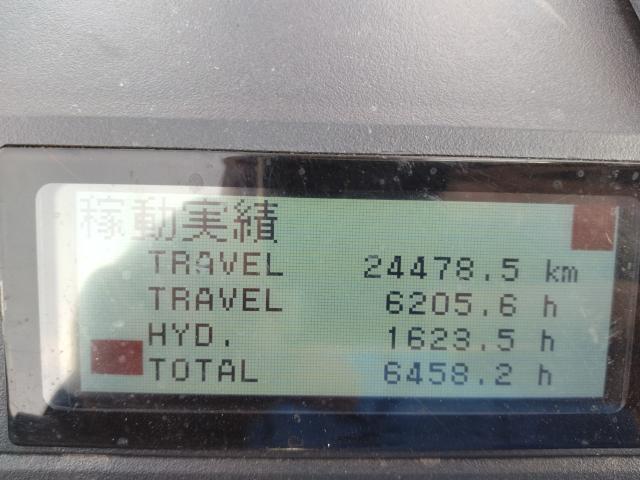 稼動実績
TRAVEL 24478.5 km
TRAVEL 6205.6 h
HYD. 1623.5 h
TOTAL 6458.2 h